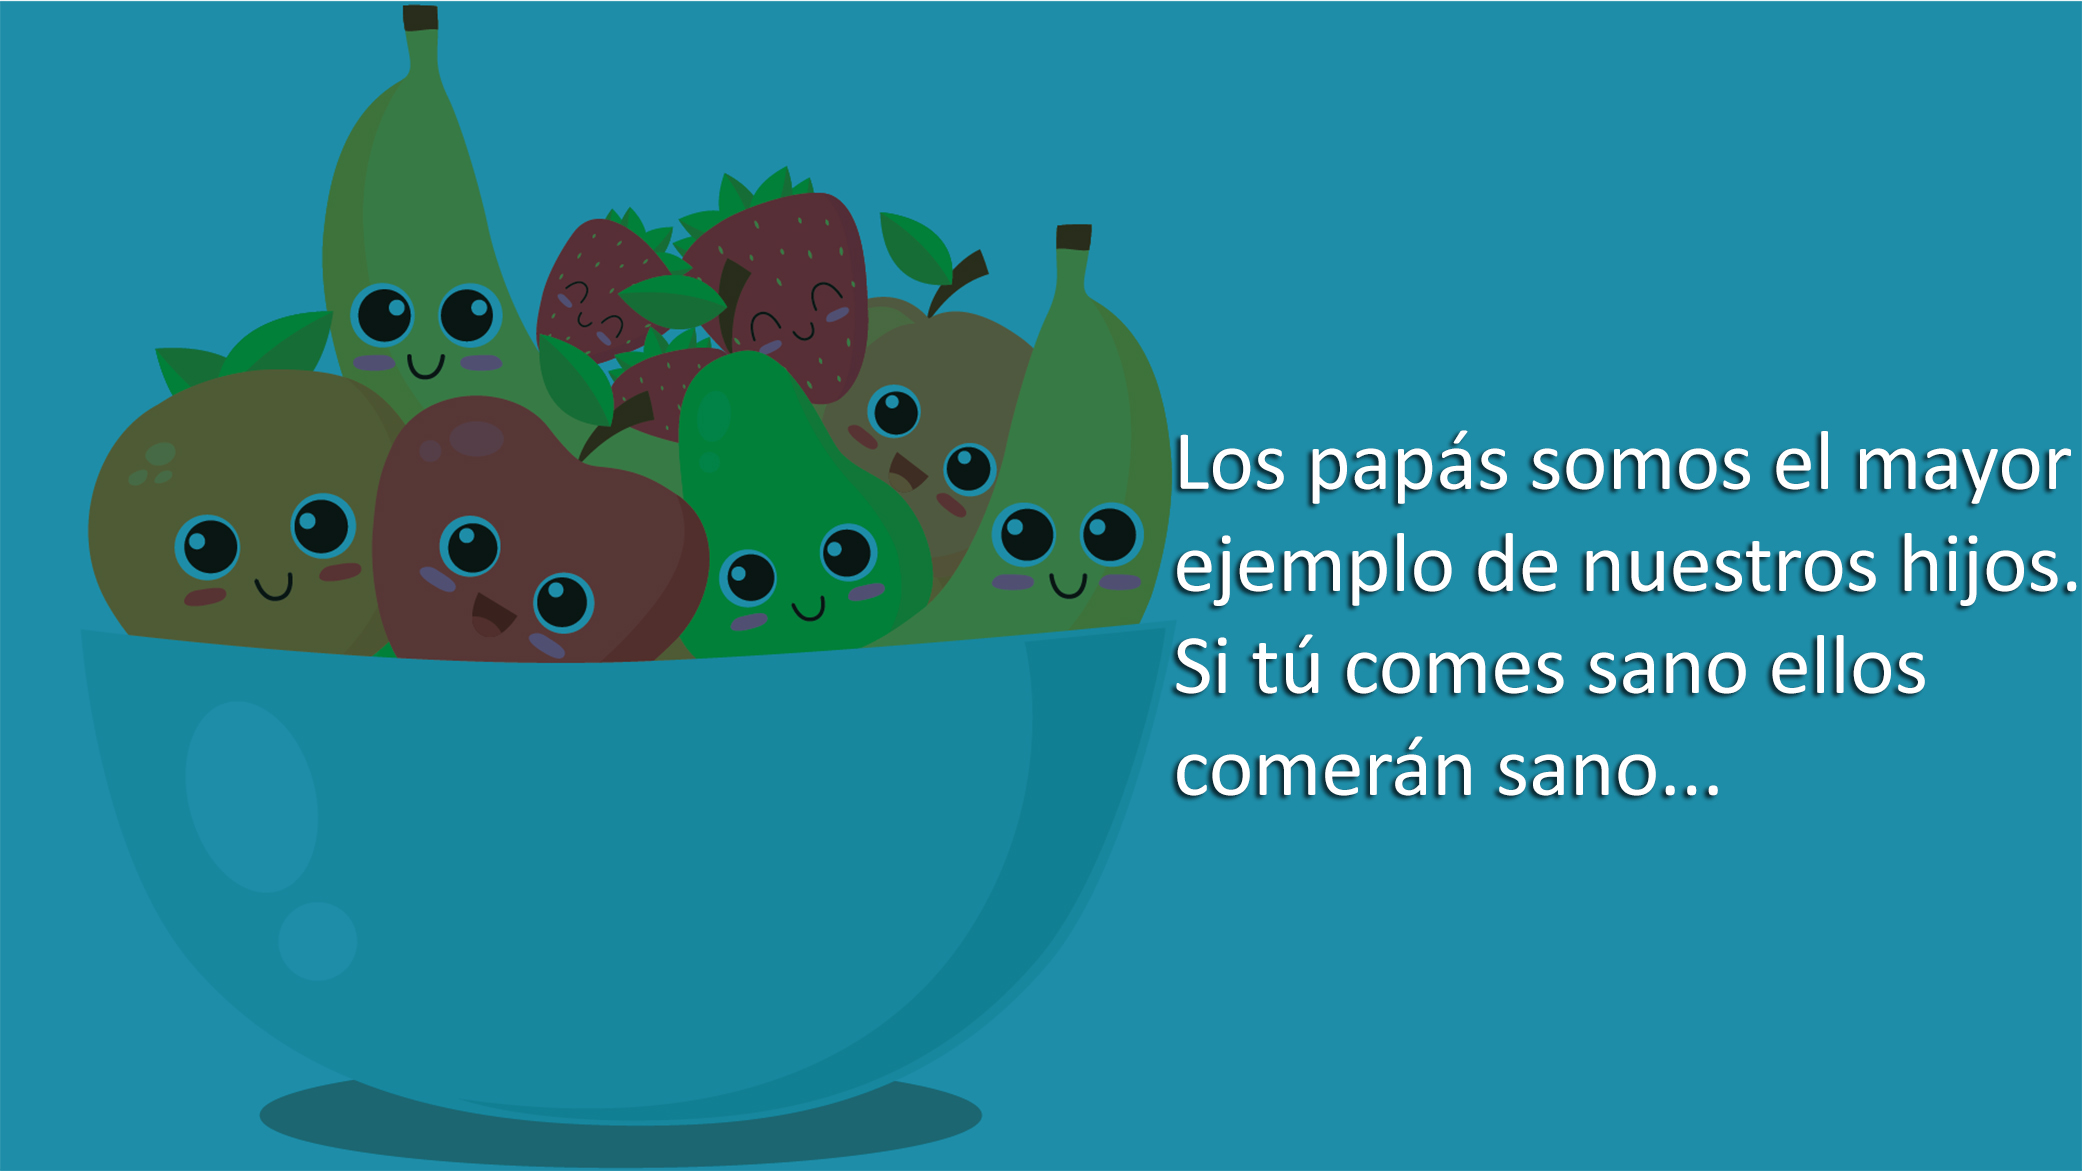 Los papás somos el mayor
ejemplo de nuestros hijos.
Si tú comes sano ellos
comerán sano...